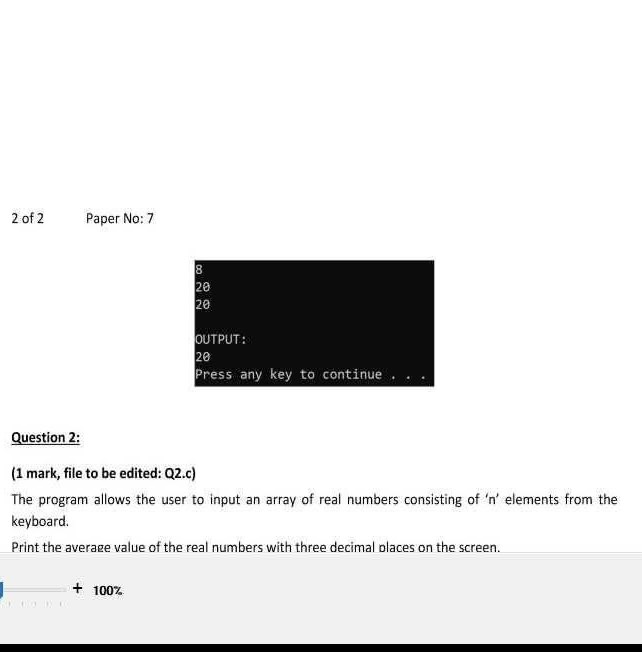 2 of 2 Paper No: 7
8
20
20
OUTPUT:
20
Press any key to continue . . .
Question 2:
(1 mark, file to be edited: Q2.c)
The program allows the user to input an array of real numbers consisting of ‘n’ elements from the
keyboard.
Print the average value of the real numbers with three decimal places on the screen.
+ 100%